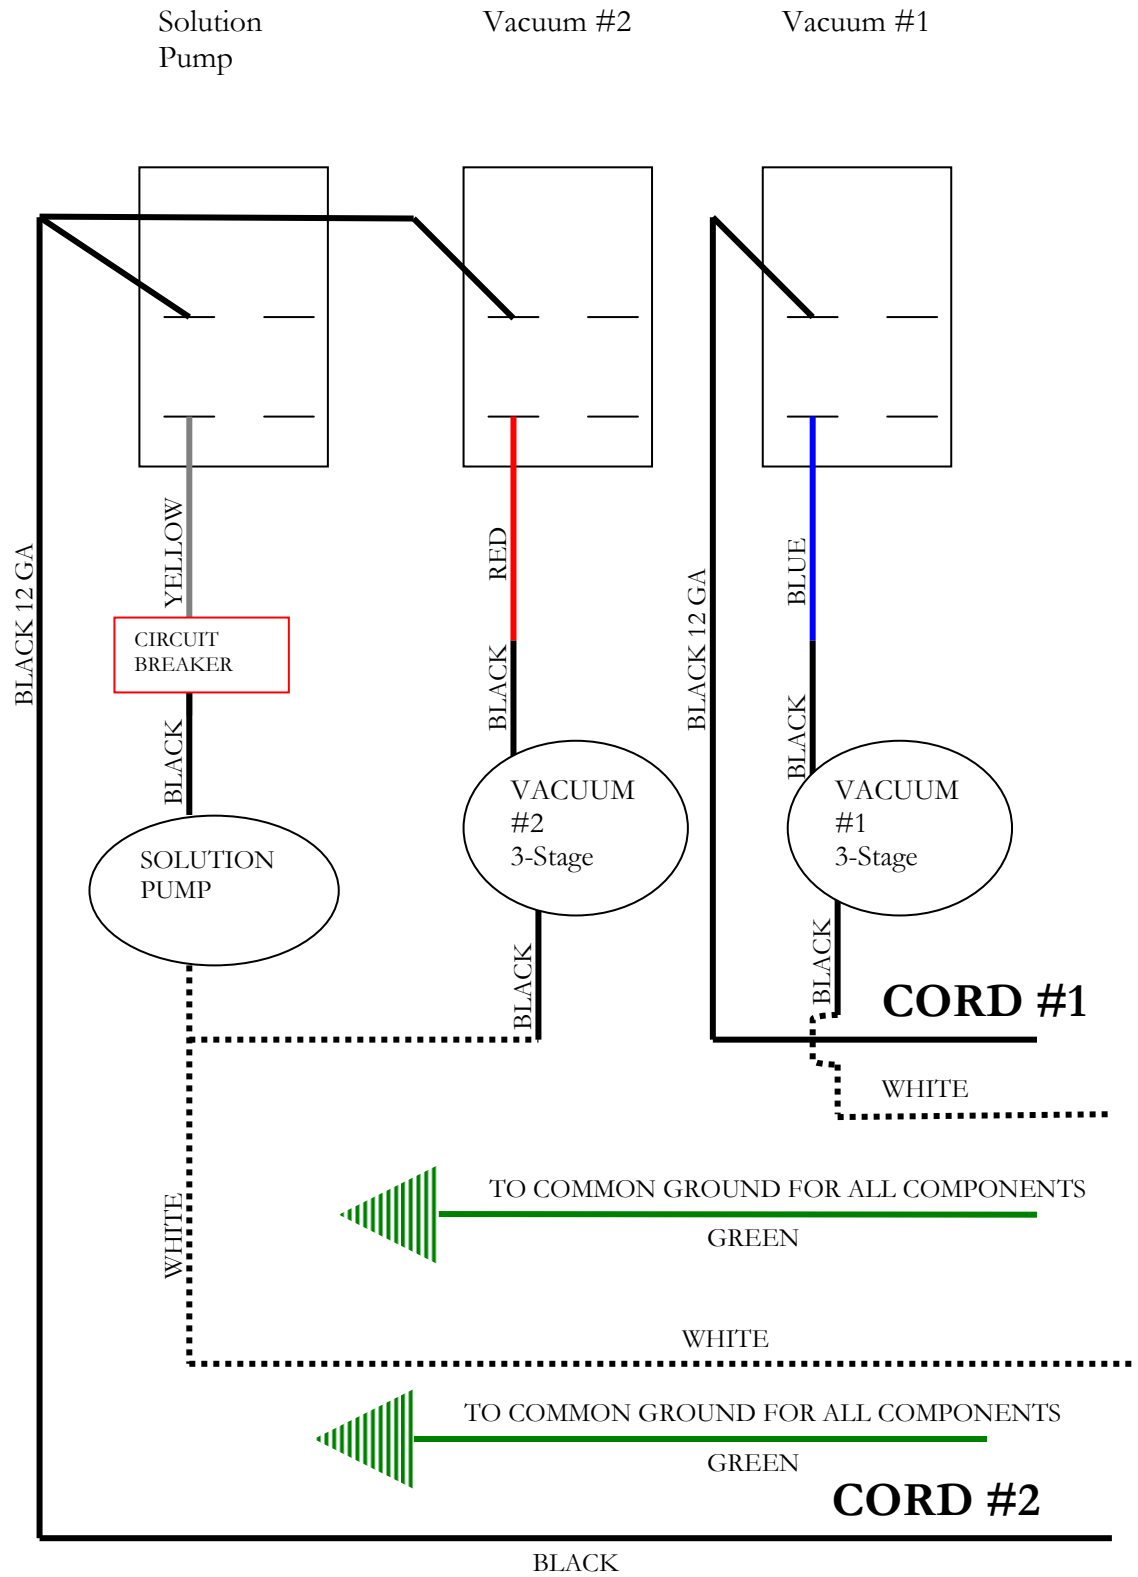 Solution
Pump
Vacuum #2
Vacuum #1
BLACK 12 GA
YELLOW
CIRCUIT
BREAKER
BLACK
SOLUTION
PUMP
RED
BLACK
VACUUM
#2
3-Stage
BLACK
BLACK 12 GA
BLUE
BLACK
VACUUM
#1
3-Stage
BLACK
CORD #1
WHITE
TO COMMON GROUND FOR ALL COMPONENTS
GREEN
WHITE
WHITE
TO COMMON GROUND FOR ALL COMPONENTS
GREEN
CORD #2
BLACK